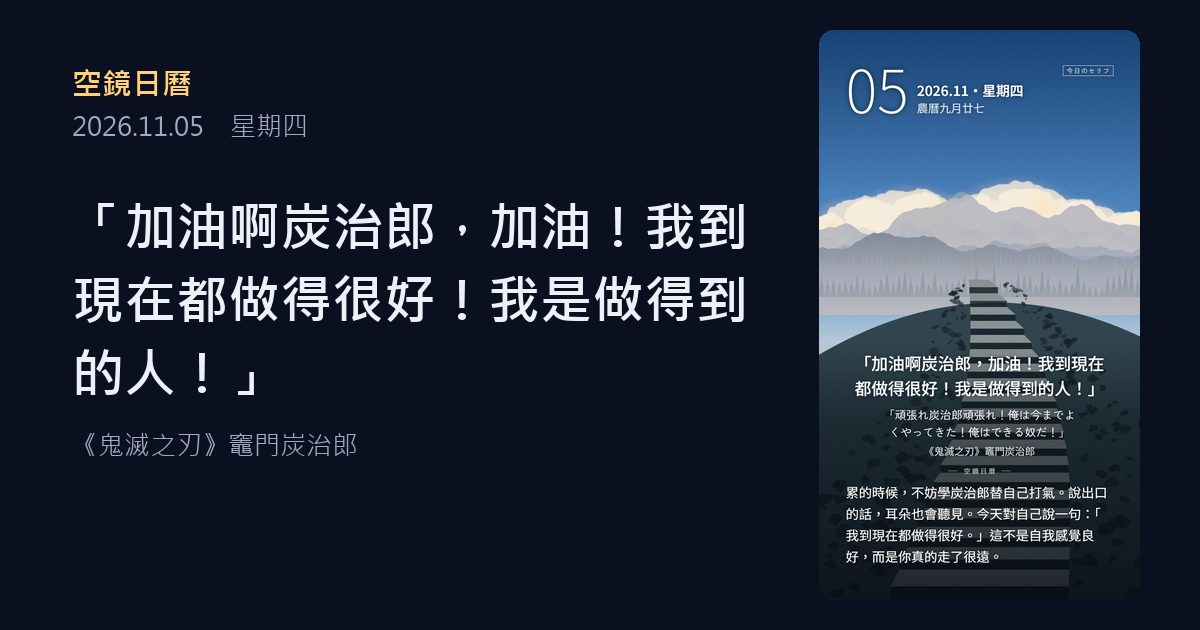 空鏡日曆
2026.11.05 星期四
「加油啊炭治郎，加油！我到
現在都做得很好！我是做得到
的人！」
《鬼滅之刃》竈門炭治郎
05
2026.11・星期四
農曆九月廿七
今日のセリフ
「加油啊炭治郎，加油！我到現在
都做得很好！我是做得到的人！」
「頑張れ炭治郎頑張れ！俺は今までよ
くやってきた！俺はできる奴だ！」
《鬼滅之刃》竈門炭治郎
— 空鏡日曆 —
累的時候，不妨學炭治郎替自己打氣。說出口
的話，耳朵也會聽見。今天對自己說一句：「
我到現在都做得很好。」這不是自我感覺良
好，而是你真的走了很遠。